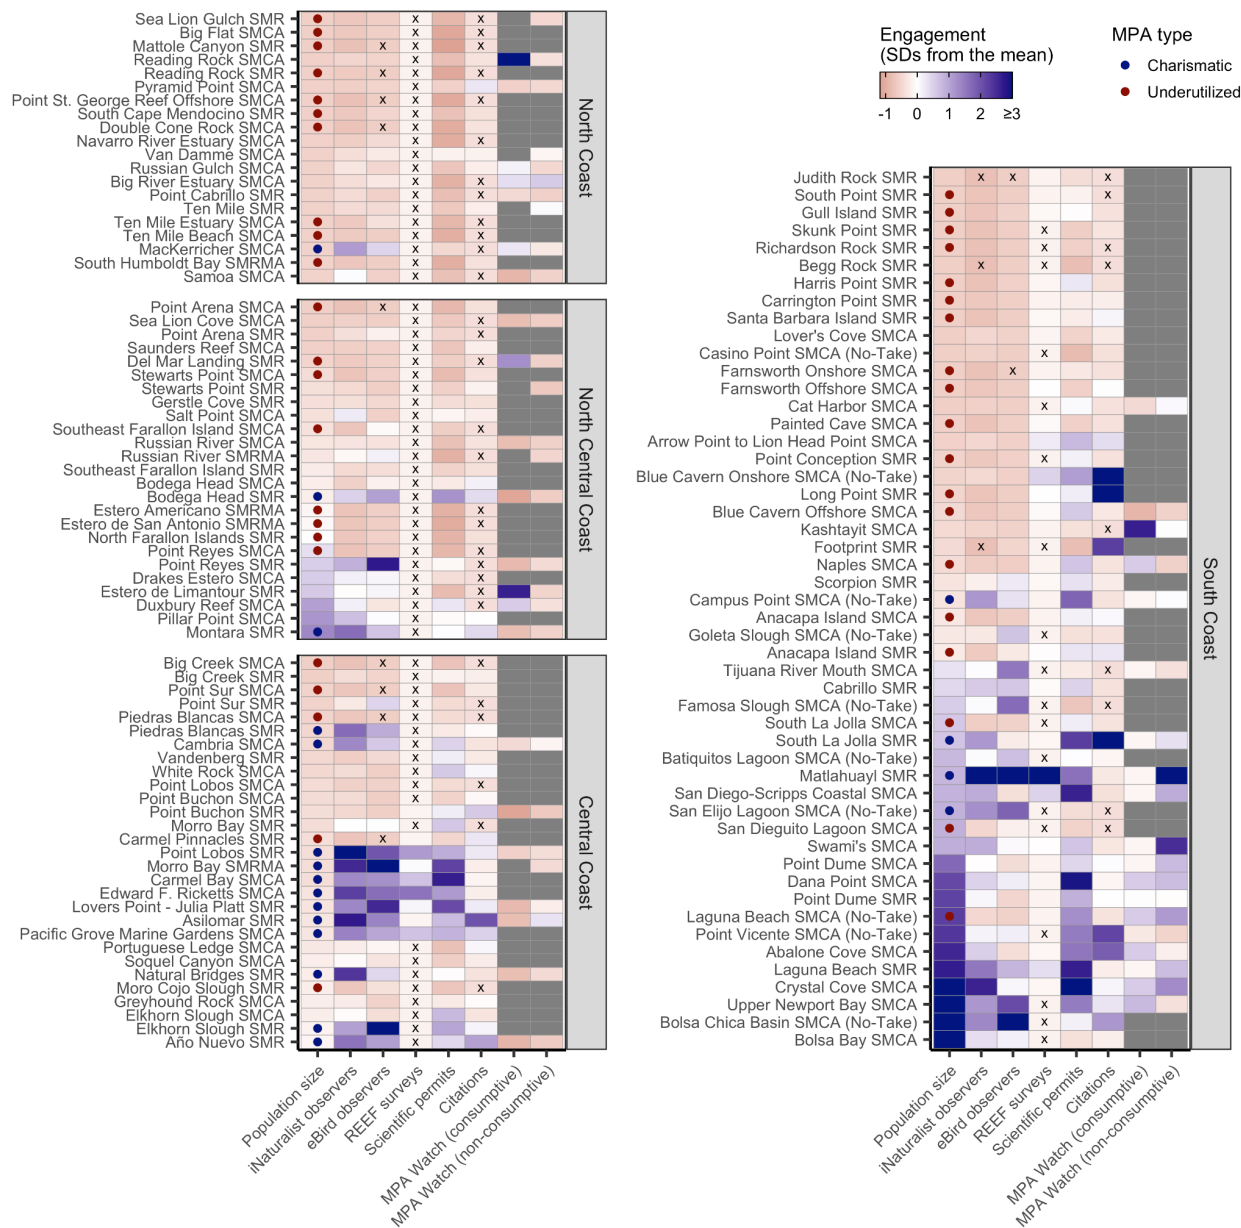 Sea Lion Gulch SMR
Big Flat SMCA
Mattole Canyon SMR
Reading Rock SMCA
Reading Rock SMR
Pyramid Point SMCA
Point St. George Reef Offshore SMCA
South Cape Mendocino SMR
Double Cone Rock SMCA
Navarro River Estuary SMCA
Van Damme SMCA
Russian Gulch SMCA
Big River Estuary SMCA
Point Cabrillo SMR
Ten Mile SMR
Ten Mile Estuary SMCA
Ten Mile Beach SMCA
MacKerricher SMCA
South Humboldt Bay SMRMA
Samoa SMCA
North Coast
Point Arena SMCA
Sea Lion Cove SMCA
Point Arena SMR
Saunders Reef SMCA
Del Mar Landing SMR
Stewarts Point SMCA
Stewarts Point SMR
Gerstle Cove SMR
Salt Point SMCA
Southeast Farallon Island SMCA
Russian River SMCA
Russian River SMRMA
Southeast Farallon Island SMR
Bodega Head SMCA
Bodega Head SMR
Estero Americano SMRMA
Estero de San Antonio SMRMA
North Farallon Islands SMR
Point Reyes SMCA
Point Reyes SMR
Drakes Estero SMCA
Estero de Limantour SMR
Duxbury Reef SMCA
Pillar Point SMCA
Montara SMR
North Central Coast
Big Creek SMCA
Big Creek SMR
Point Sur SMCA
Point Sur SMR
Piedras Blancas SMCA
Piedras Blancas SMR
Cambria SMCA
Vandenberg SMR
White Rock SMCA
Point Lobos SMCA
Point Buchon SMCA
Point Buchon SMR
Morro Bay SMR
Carmel Pinnacles SMR
Point Lobos SMR
Morro Bay SMRMA
Carmel Bay SMCA
Edward F. Ricketts SMCA
Lovers Point - Julia Platt SMR
Asilomar SMR
Pacific Grove Marine Gardens SMCA
Portuguese Ledge SMCA
Soquel Canyon SMCA
Natural Bridges SMR
Moro Cojo Slough SMR
Greyhound Rock SMCA
Elkhorn Slough SMCA
Elkhorn Slough SMR
Año Nuevo SMR
Central Coast
Population size
iNaturalist observers
eBird observers
REEF surveys
Scientific permits
Citations
MPA Watch (consumptive)
MPA Watch (non-consumptive)
Engagement
(SDs from the mean)
-1 0 1 2 ≥3
MPA type
Charismatic
Underutilized
Judith Rock SMR
South Point SMR
Gull Island SMR
Skunk Point SMR
Richardson Rock SMR
Begg Rock SMR
Harris Point SMR
Carrington Point SMR
Santa Barbara Island SMR
Lover's Cove SMCA
Casino Point SMCA (No-Take)
Farnsworth Onshore SMCA
Farnsworth Offshore SMCA
Cat Harbor SMCA
Painted Cave SMCA
Arrow Point to Lion Head Point SMCA
Point Conception SMR
Blue Cavern Onshore SMCA (No-Take)
Long Point SMR
Blue Cavern Offshore SMCA
Kashtayit SMCA
Footprint SMR
Naples SMCA
Scorpion SMR
Campus Point SMCA (No-Take)
Anacapa Island SMCA
Goleta Slough SMCA (No-Take)
Anacapa Island SMR
Tijuana River Mouth SMCA
Cabrillo SMR
Famosa Slough SMCA (No-Take)
South La Jolla SMCA
South La Jolla SMR
Batiquitos Lagoon SMCA (No-Take)
Matlahuayl SMR
San Diego-Scripps Coastal SMCA
San Elijo Lagoon SMCA (No-Take)
San Dieguito Lagoon SMCA
Swami's SMCA
Point Dume SMCA
Dana Point SMCA
Point Dume SMR
Laguna Beach SMCA (No-Take)
Point Vicente SMCA (No-Take)
Abalone Cove SMCA
Laguna Beach SMR
Crystal Cove SMCA
Upper Newport Bay SMCA
Bolsa Chica Basin SMCA (No-Take)
Bolsa Bay SMCA
South Coast
Population size
iNaturalist observers
eBird observers
REEF surveys
Scientific permits
Citations
MPA Watch (consumptive)
MPA Watch (non-consumptive)